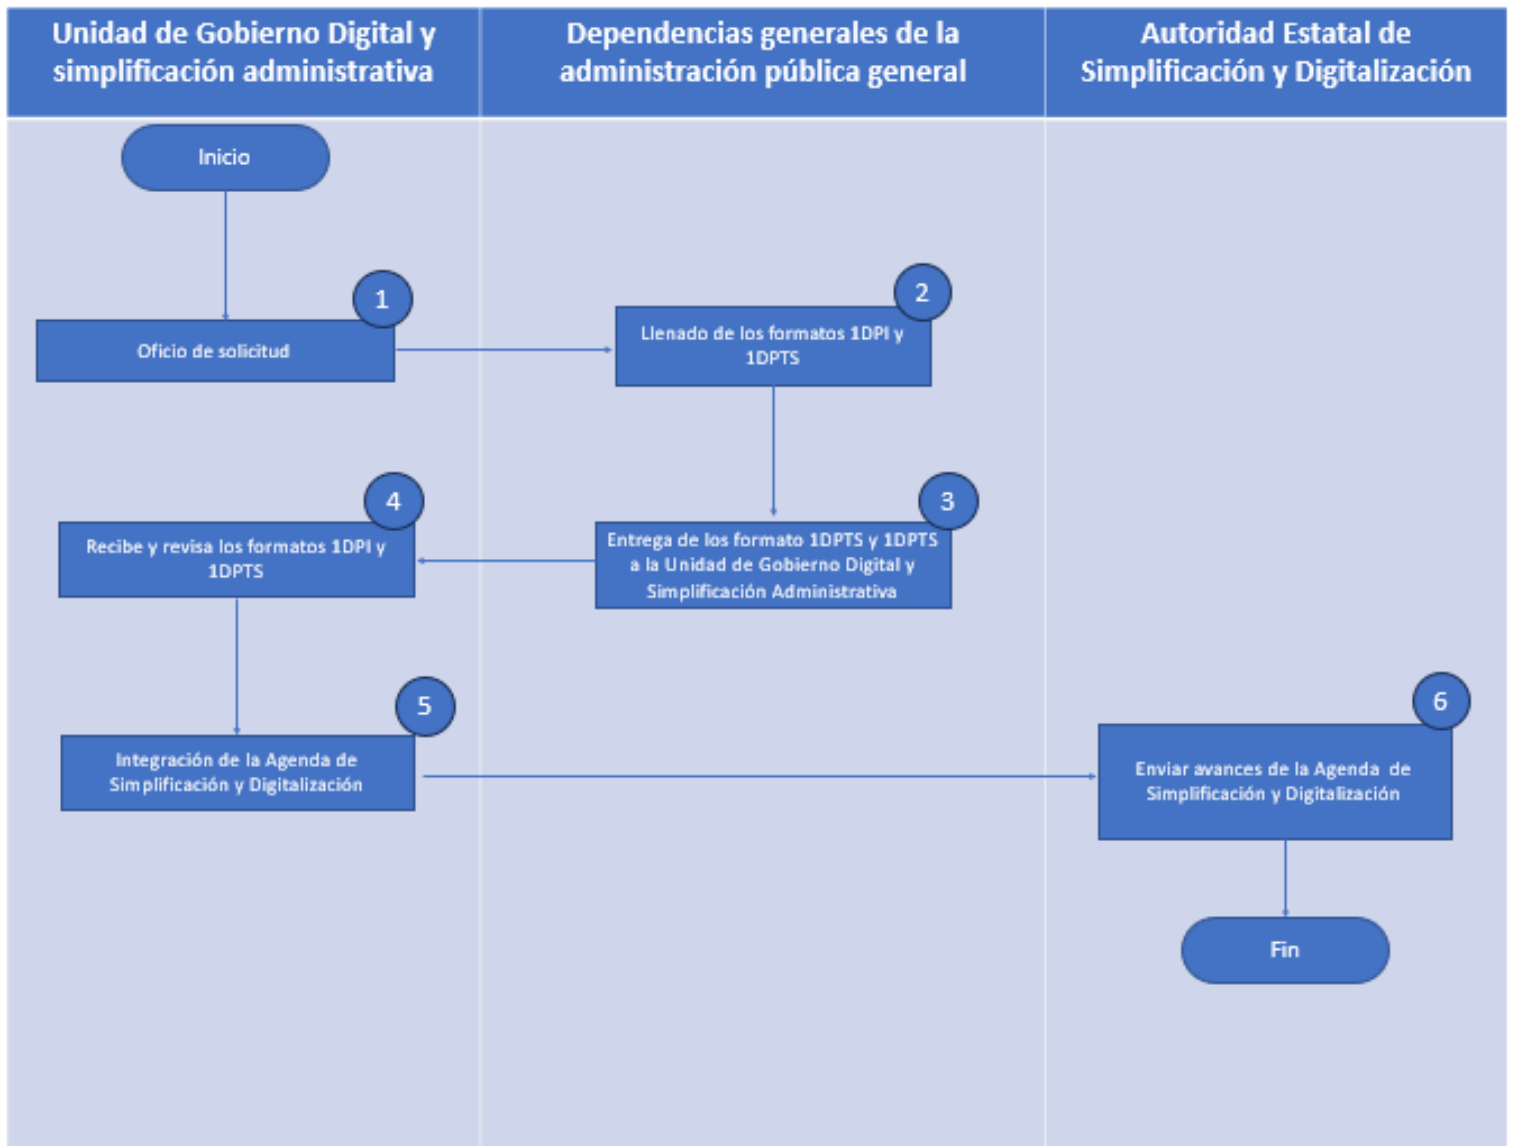 Unidad de Gobierno Digital y
simplificación administrativa
Dependencias generales de la
administración pública general
Autoridad Estatal de
Simplificación y Digitalización
Inicio
1
Oficio de solicitud
2
Llenado de los formatos 1DPI y
1DPTS
3
Entrega de los formato 1DPTS y 1DPTS
a la Unidad de Gobierno Digital y
Simplificación Administrativa
4
Recibe y revisa los formatos 1DPI y
1DPTS
5
Integración de la Agenda de
Simplificación y Digitalización
6
Enviar avances de la Agenda de
Simplificación y Digitalización
Fin